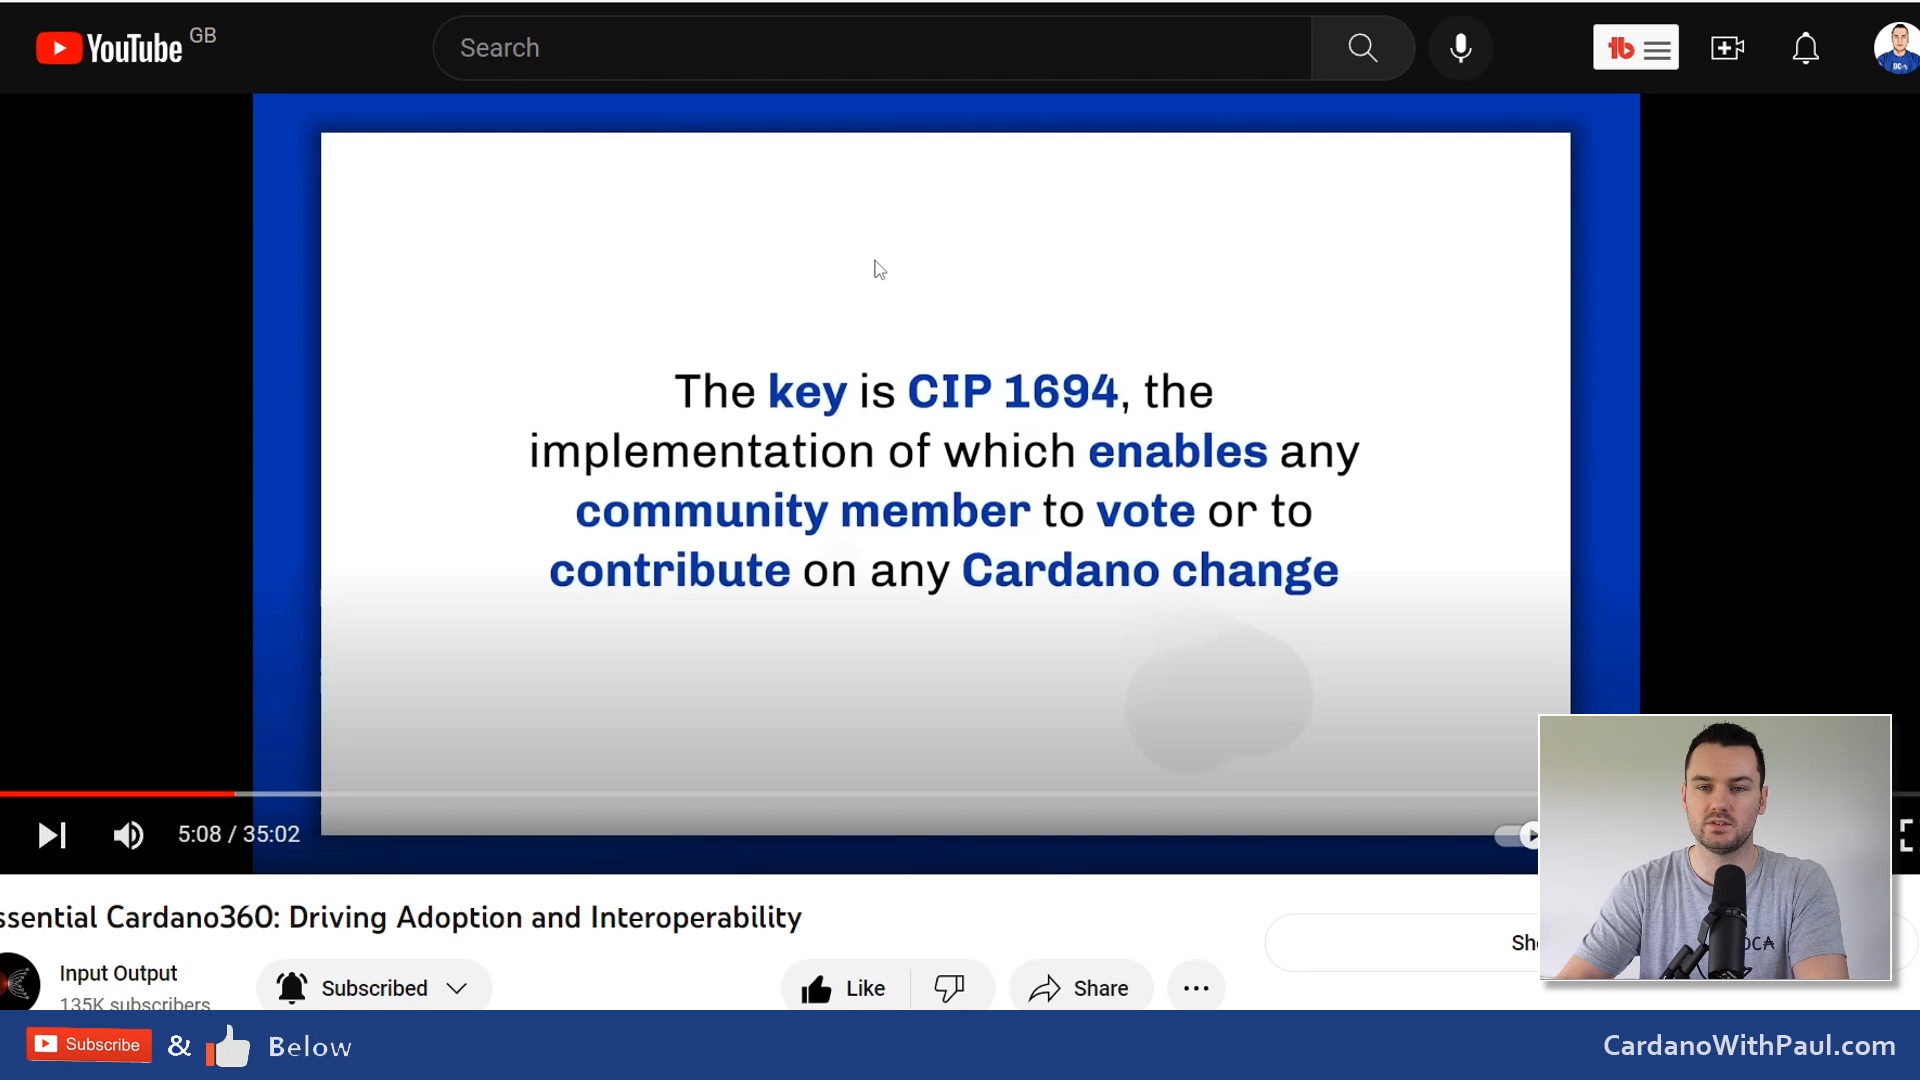 YouTube GB
Search
The key is CIP 1694, the
implementation of which enables any
community member to vote or to
contribute on any Cardano change
5:08 / 35:02
ssential Cardano360: Driving Adoption and Interoperability
Input Output
135K subscribers
Subscribed
Like
Share
Subscribe & Below
CardanoWithPaul.com